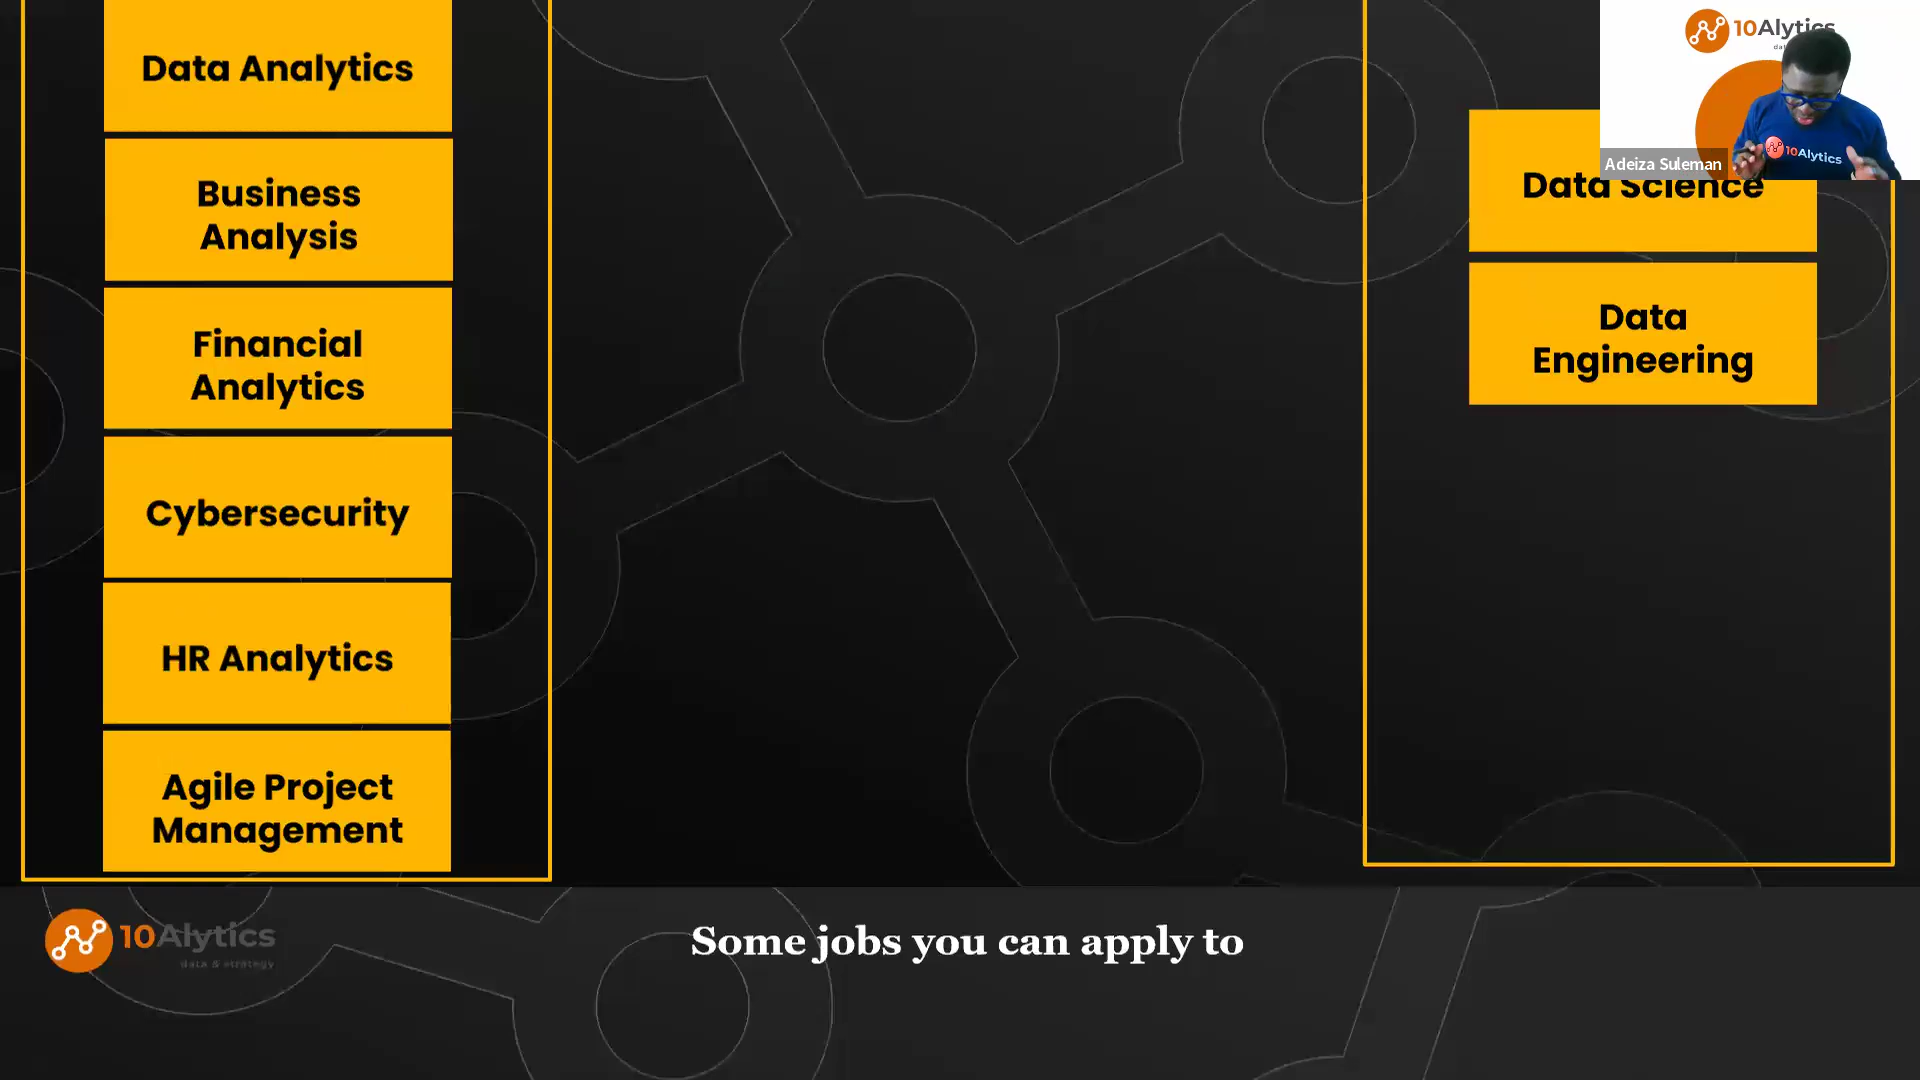 Data Analytics
Business
Analysis
Financial
Analytics
Cybersecurity
HR Analytics
Agile Project
Management
10Alytics
Adeiza Suleman
10Alytics
Data Science
Data
Engineering
10Alytics
data & strategy
Some jobs you can apply to